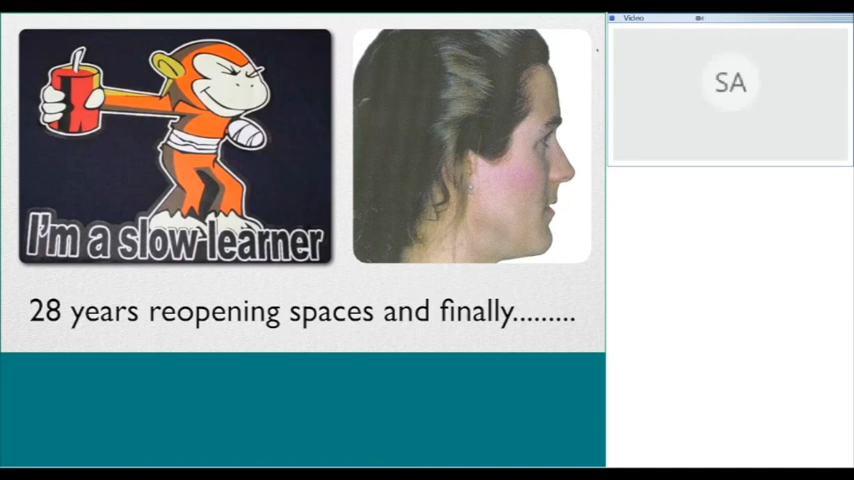 Video
SA
I'm a slow learner
28 years reopening spaces and finally.........